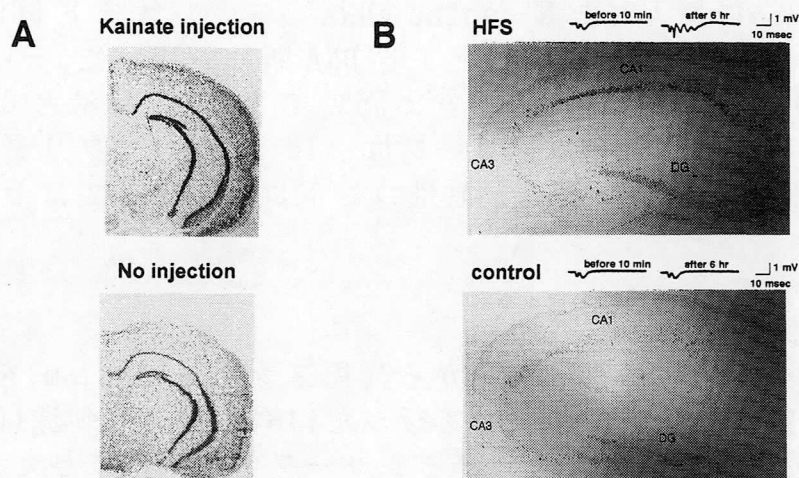 A
Kainate injection
No injection
B
HFS
before 10 min
after 6 hr
1 mV
10 msec
CA1
CA3
DG
control
before 10 min
after 6 hr
1 mV
10 msec
CA1
CA3
DG